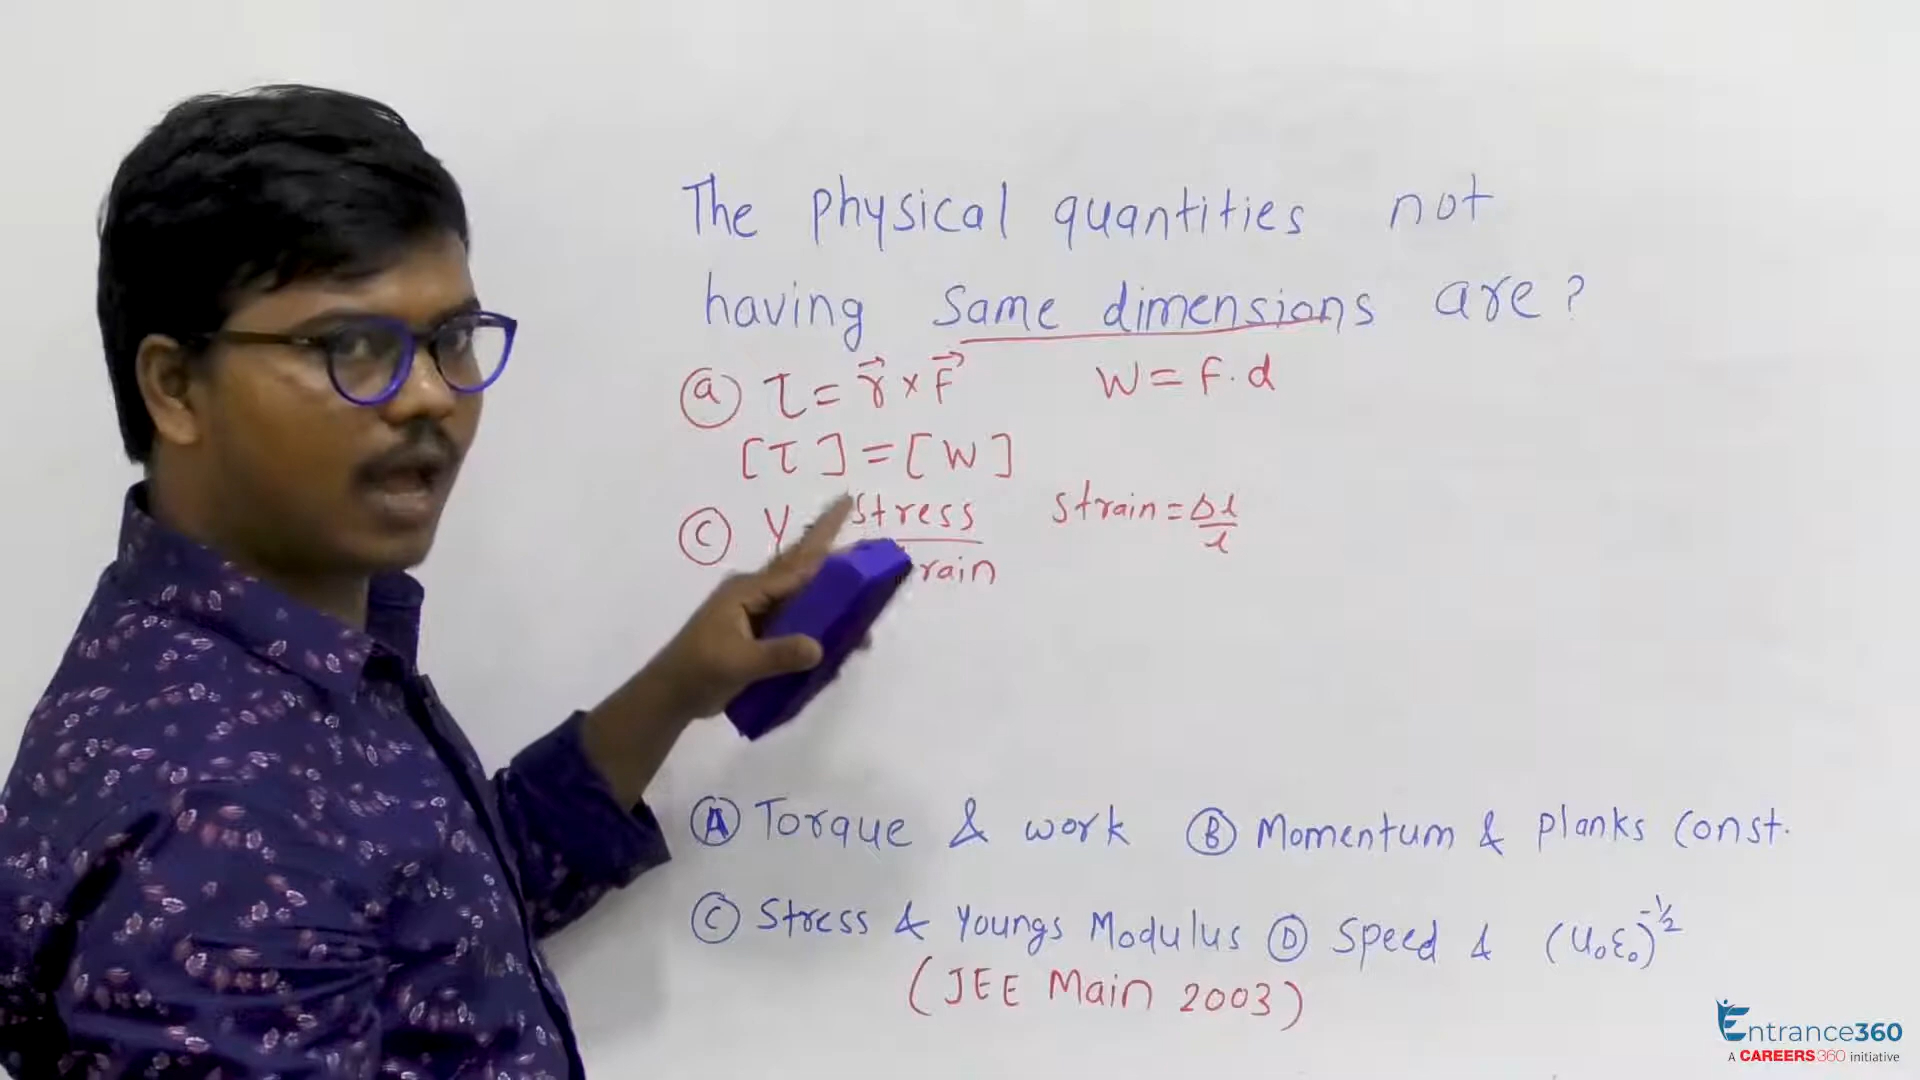 The physical quantities not
having same dimensions are?
(a) τ = r⃗ × F⃗ W = F.d
[τ] = [W]
(c) Y = Stress Strain = Δl/l
rain
(A) Torque & work (B) Momentum & planks const.
(C) Stress & Youngs Modulus (D) Speed & (u₀ε₀)^-1/2
(JEE Main 2003)
Entrance360
A CAREERS360 initiative